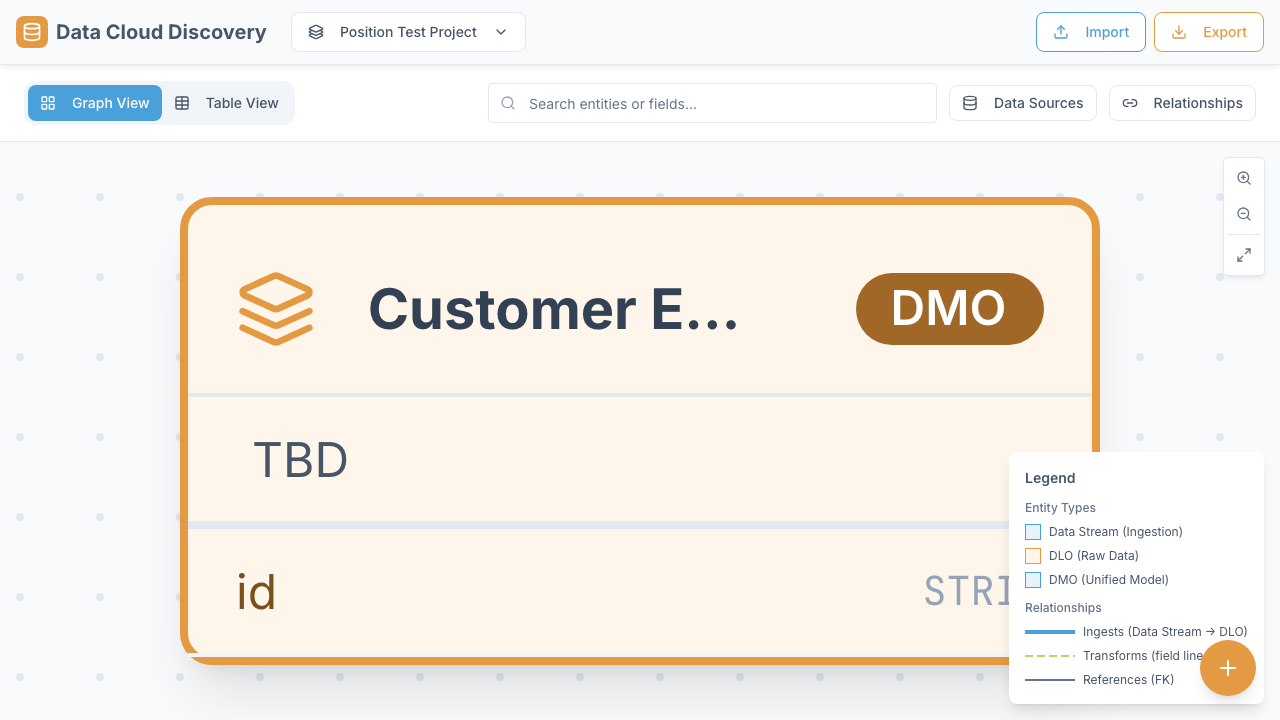 Data Cloud Discovery
Position Test Project
Import
Export
Graph View
Table View
Search entities or fields...
Data Sources
Relationships
Customer E...
DMO
TBD
id
STRI
Legend
Entity Types
Data Stream (Ingestion)
DLO (Raw Data)
DMO (Unified Model)
Relationships
Ingests (Data Stream → DLO)
Transforms (field line
References (FK)